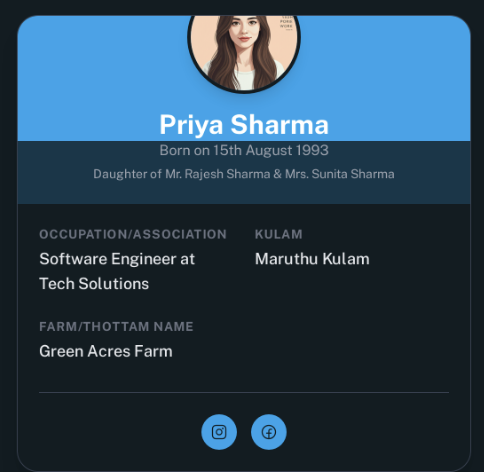 Priya Sharma
Born on 15th August 1993
Daughter of Mr. Rajesh Sharma & Mrs. Sunita Sharma
OCCUPATION/ASSOCIATION
Software Engineer at
Tech Solutions
KULAM
Maruthu Kulam
FARM/THOTTAM NAME
Green Acres Farm